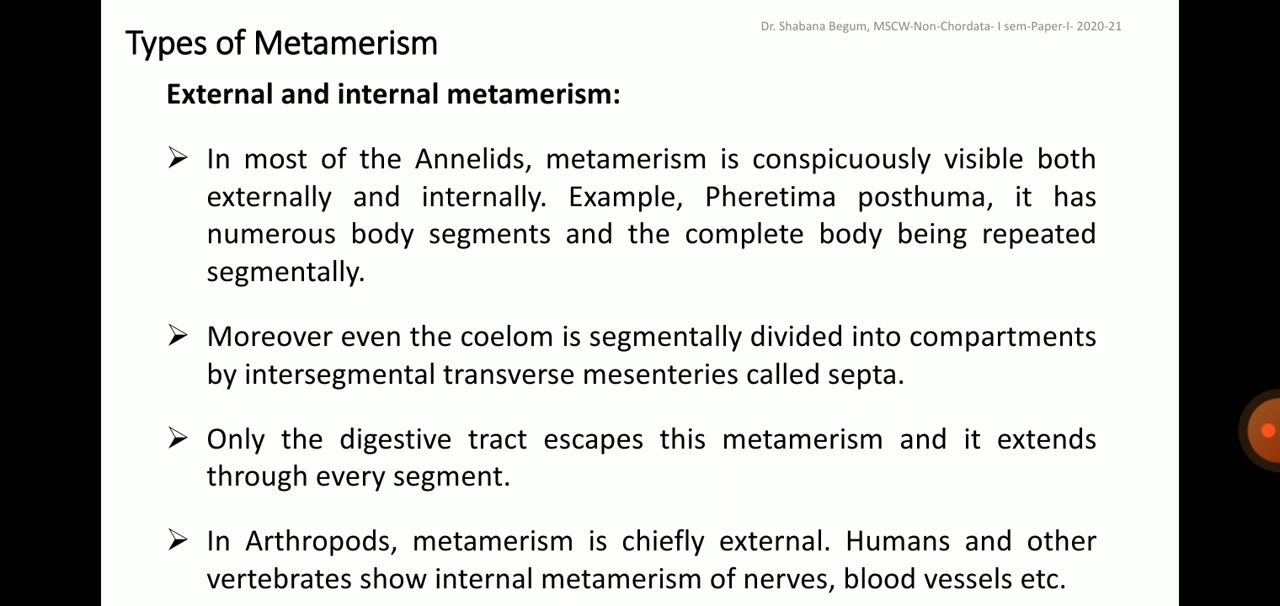 Dr. Shabana Begum, MSCW-Non-Chordata- I sem-Paper-I- 2020-21
Types of Metamerism
External and internal metamerism:
➢ In most of the Annelids, metamerism is conspicuously visible both
externally and internally. Example, Pheretima posthuma, it has
numerous body segments and the complete body being repeated
segmentally.
➢ Moreover even the coelom is segmentally divided into compartments
by intersegmental transverse mesenteries called septa.
➢ Only the digestive tract escapes this metamerism and it extends
through every segment.
➢ In Arthropods, metamerism is chiefly external. Humans and other
vertebrates show internal metamerism of nerves, blood vessels etc.